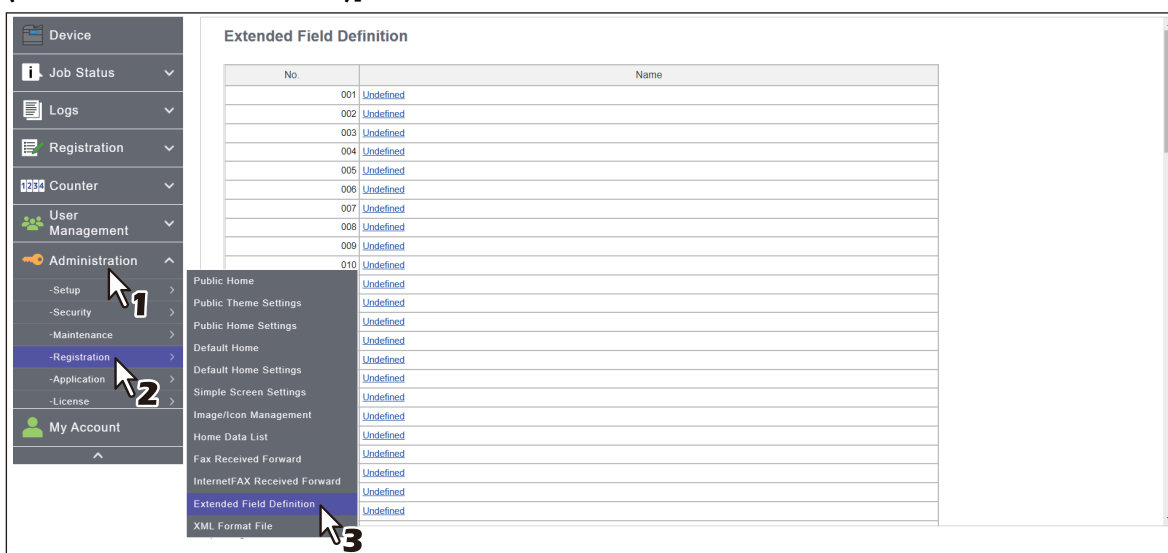 Device
Job Status
Logs
Registration
1234 Counter
User
Management
Administration
-Setup
-Security
-Maintenance
-Registration
-Application
-License
My Account
1
2
Public Home
Public Theme Settings
Public Home Settings
Default Home
Default Home Settings
Simple Screen Settings
Image/Icon Management
Home Data List
Fax Received Forward
InternetFAX Received Forward
Extended Field Definition
XML Format File
3
Extended Field Definition
No. Name
001 Undefined
002 Undefined
003 Undefined
004 Undefined
005 Undefined
006 Undefined
007 Undefined
008 Undefined
009 Undefined
010 Undefined
Undefined
Undefined
Undefined
Undefined
Undefined
Undefined
Undefined
Undefined
Undefined
Undefined
Undefined
Undefined
Undefined